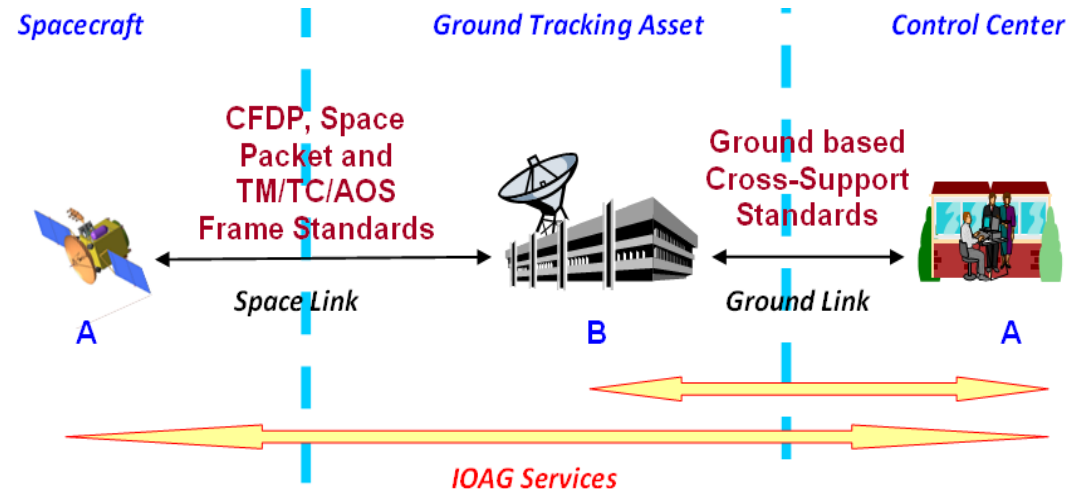 Spacecraft
Ground Tracking Asset
Control Center
CFDP, Space
Packet and
TM/TC/AOS
Frame Standards
Ground based
Cross-Support
Standards
Space Link
Ground Link
A
B
A
IOAG Services